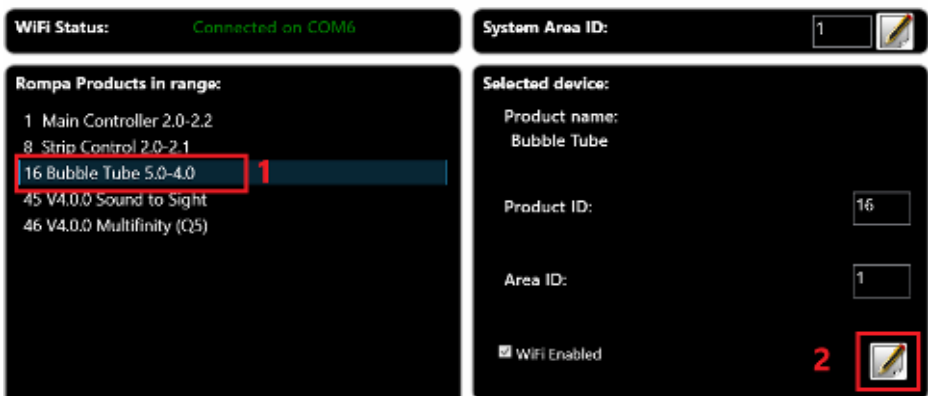 WiFi Status: Connected on COM6
System Area ID: 1
Rompa Products in range:
1 Main Controller 2.0-2.2
8 Strip Control 2.0-2.1
16 Bubble Tube 5.0-4.0 1
45 V4.0.0 Sound to Sight
46 V4.0.0 Multifinity (Q5)
Selected device:
Product name:
Bubble Tube
Product ID: 16
Area ID: 1
WiFi Enabled 2